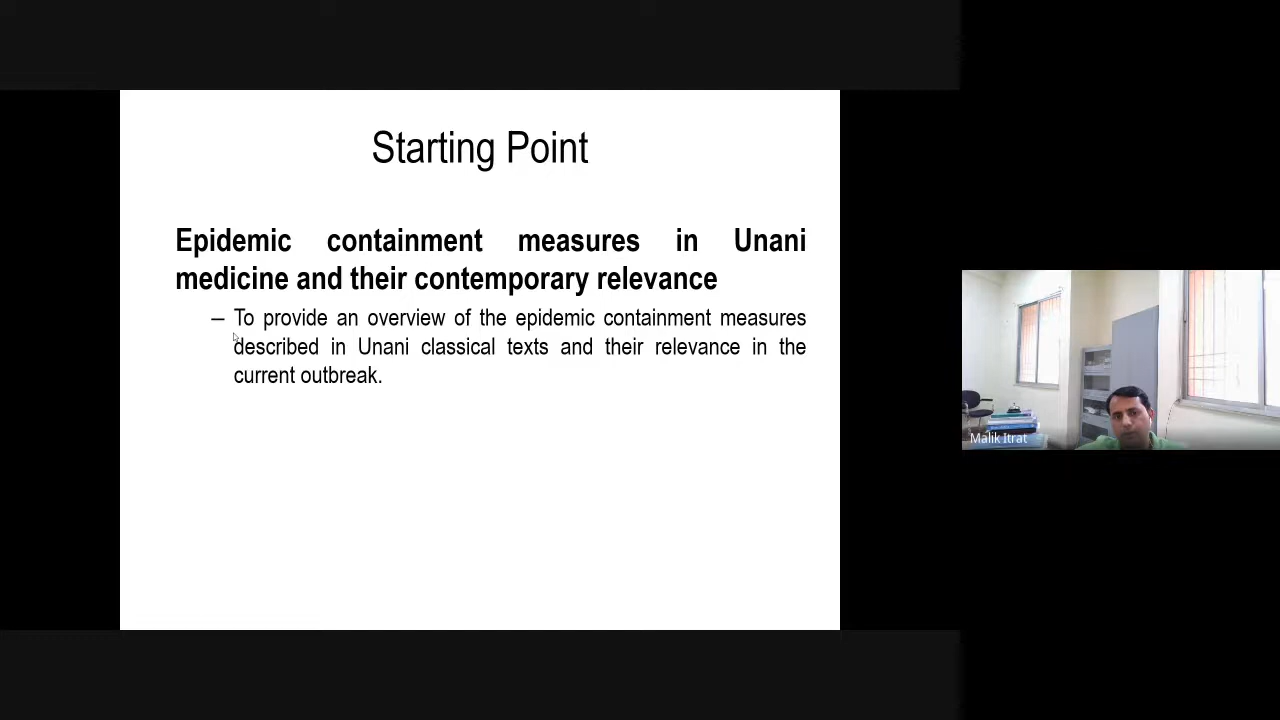 Starting Point
Epidemic containment measures in Unani
medicine and their contemporary relevance
– To provide an overview of the epidemic containment measures
described in Unani classical texts and their relevance in the
current outbreak.
Malik Itrat